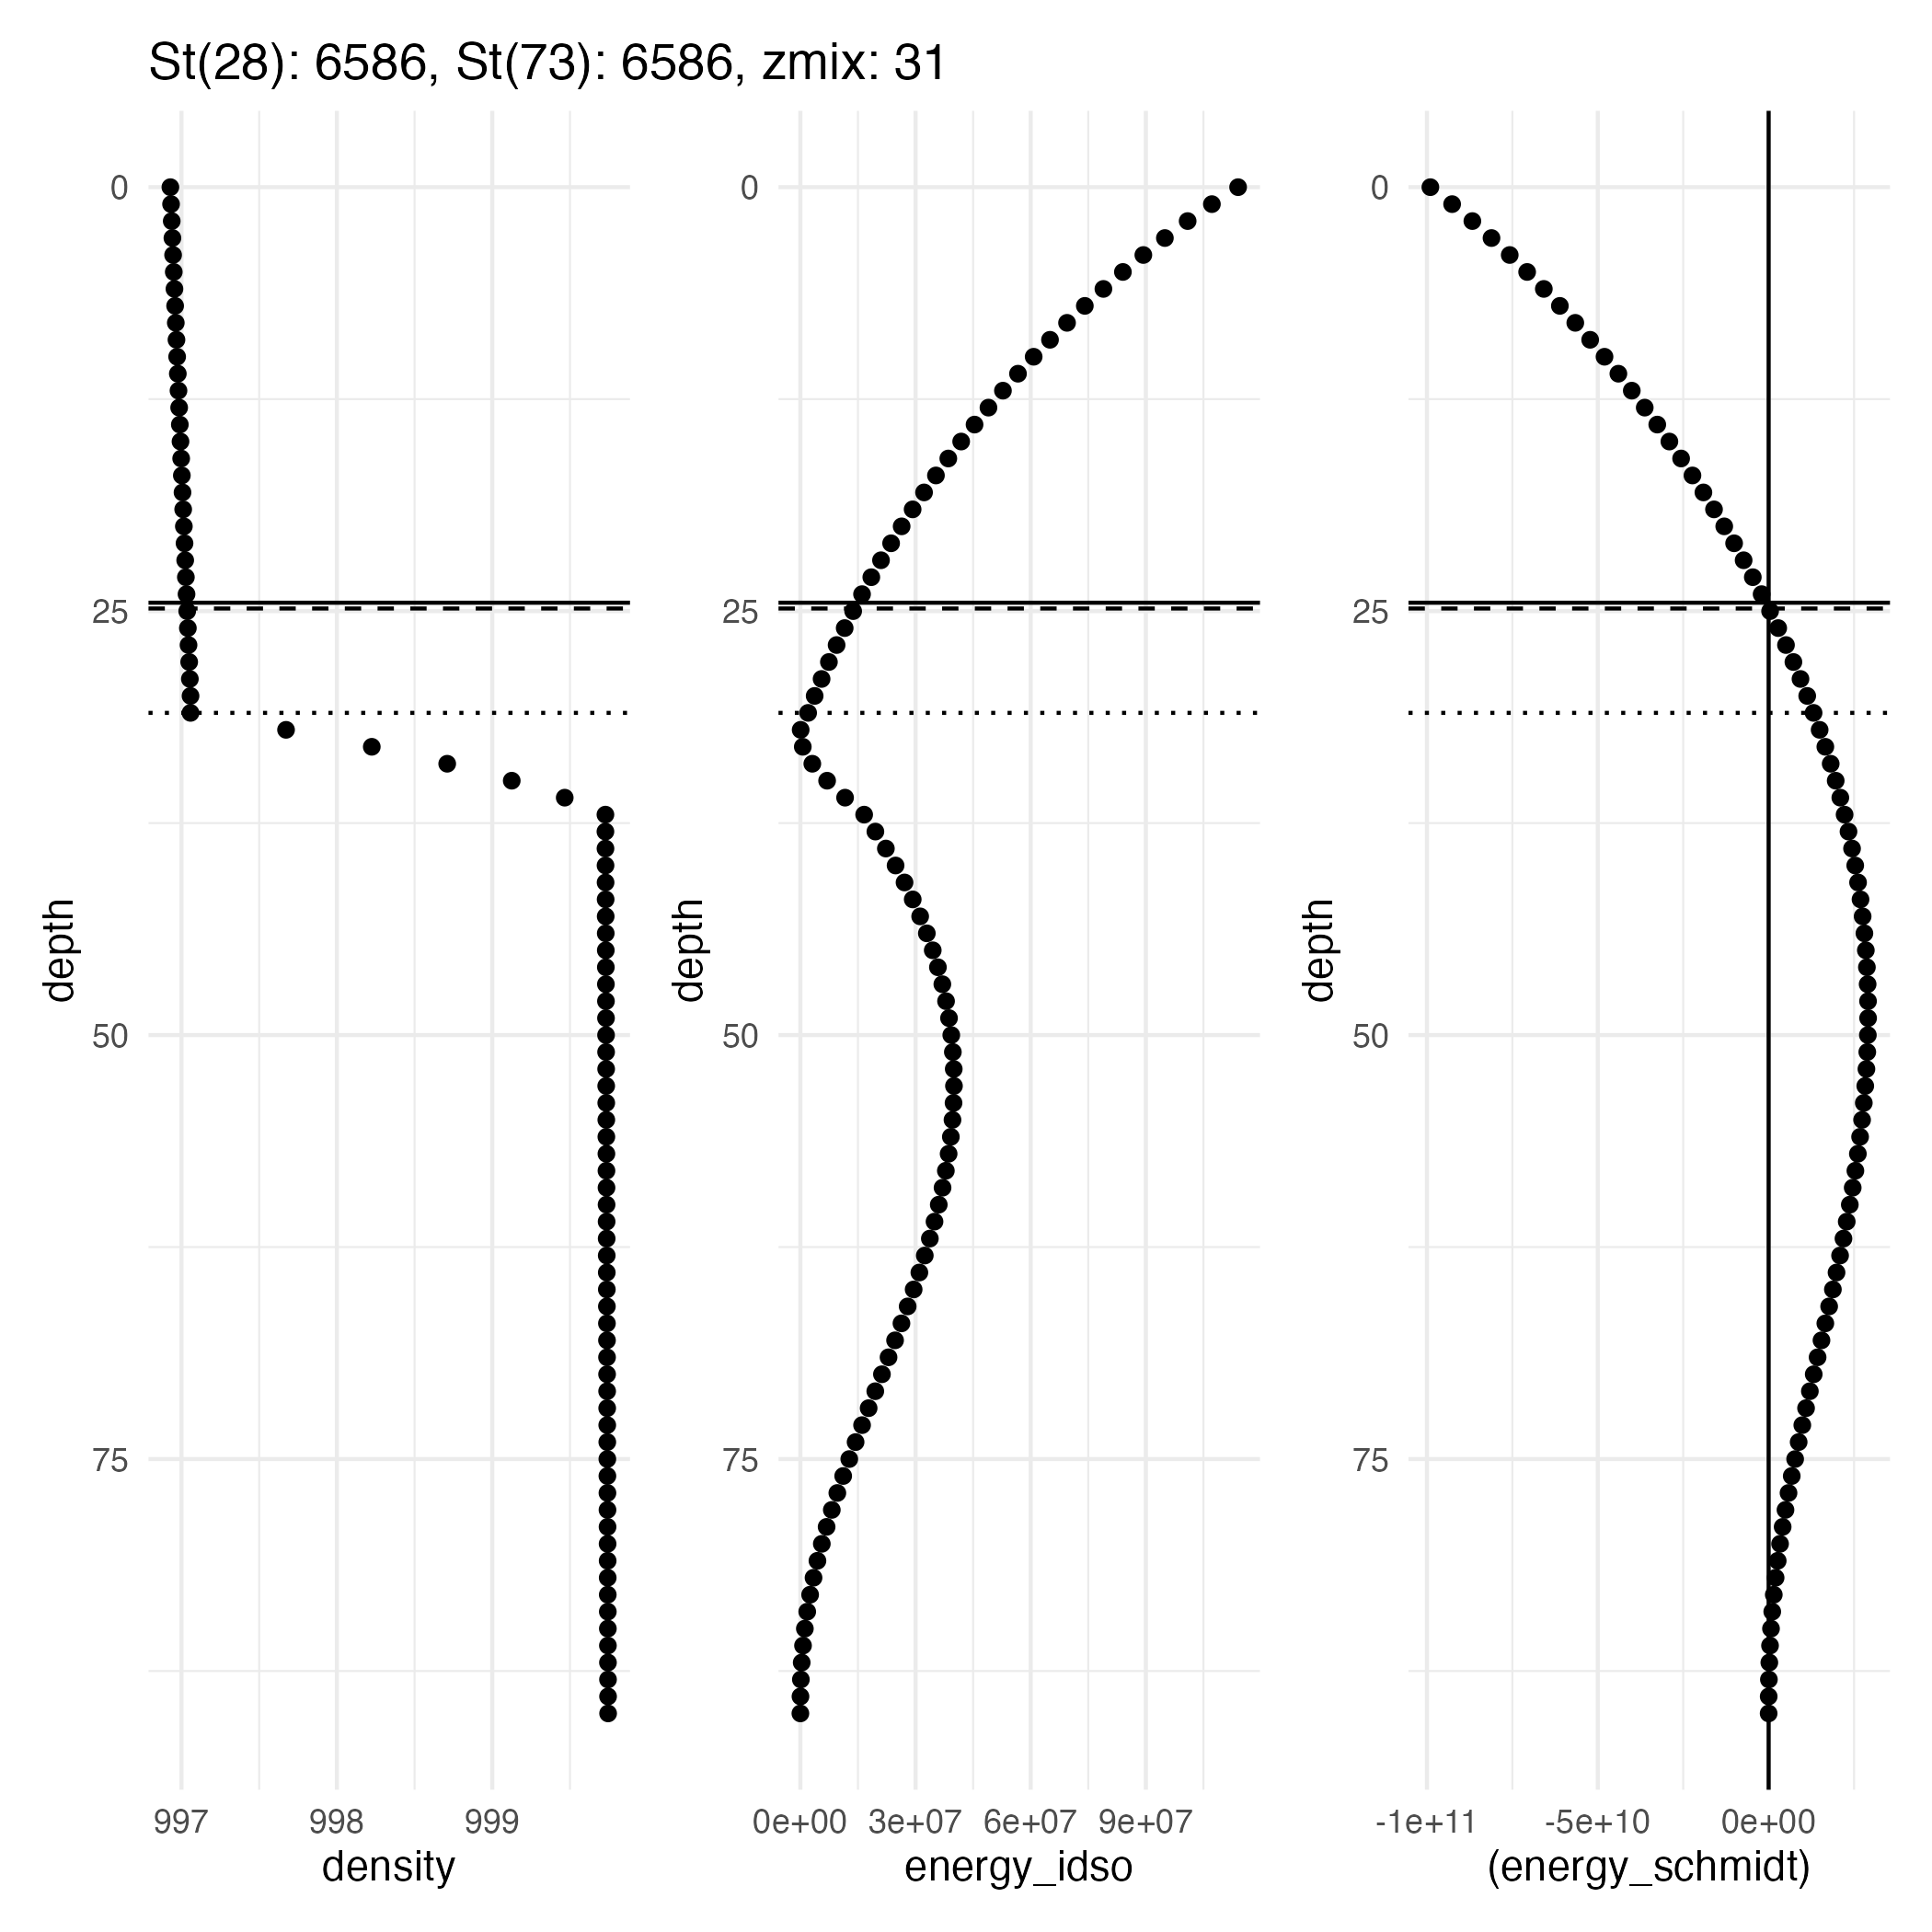 St(28): 6586, St(73): 6586, zmix: 31
0
25
50
75
depth
997 998 999
density
0
25
50
75
depth
0e+00 3e+07 6e+07 9e+07
energy_idso
0
25
50
75
depth
-1e+11 -5e+10 0e+00
(energy_schmidt)